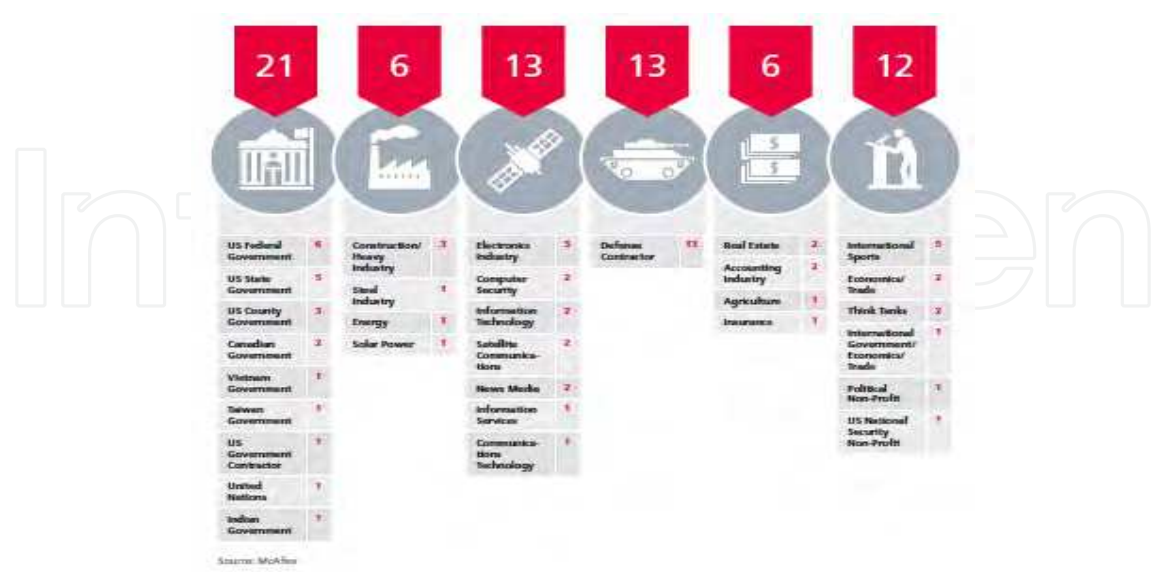 21
6
13
13
6
12
US Federal 6
Government
US State 5
Government
US County 3
Government
Canadian 2
Government
Vietnam 1
Government
Taiwan 1
Government
US 1
Government
Contractor
United 1
Nations
Indian 1
Government
Construction/ 3
Heavy
Industry
Steel 1
Industry
Energy 1
Solar Power 1
Electronics 3
Industry
Computer 2
Security
Information 2
Technology
Satellite 2
Communica-
tions
News Media 2
Information 1
Services
Communica- 1
tions
Technology
Defense 13
Contractor
Real Estate 2
Accounting 2
Industry
Agriculture 1
Insurance 1
International 5
Sports
Economics/ 2
Trade
Think Tanks 2
International 1
Government/
Economics/
Trade
Political 1
Non-Profit
US National 1
Security
Non-Profit
Source: McAfee